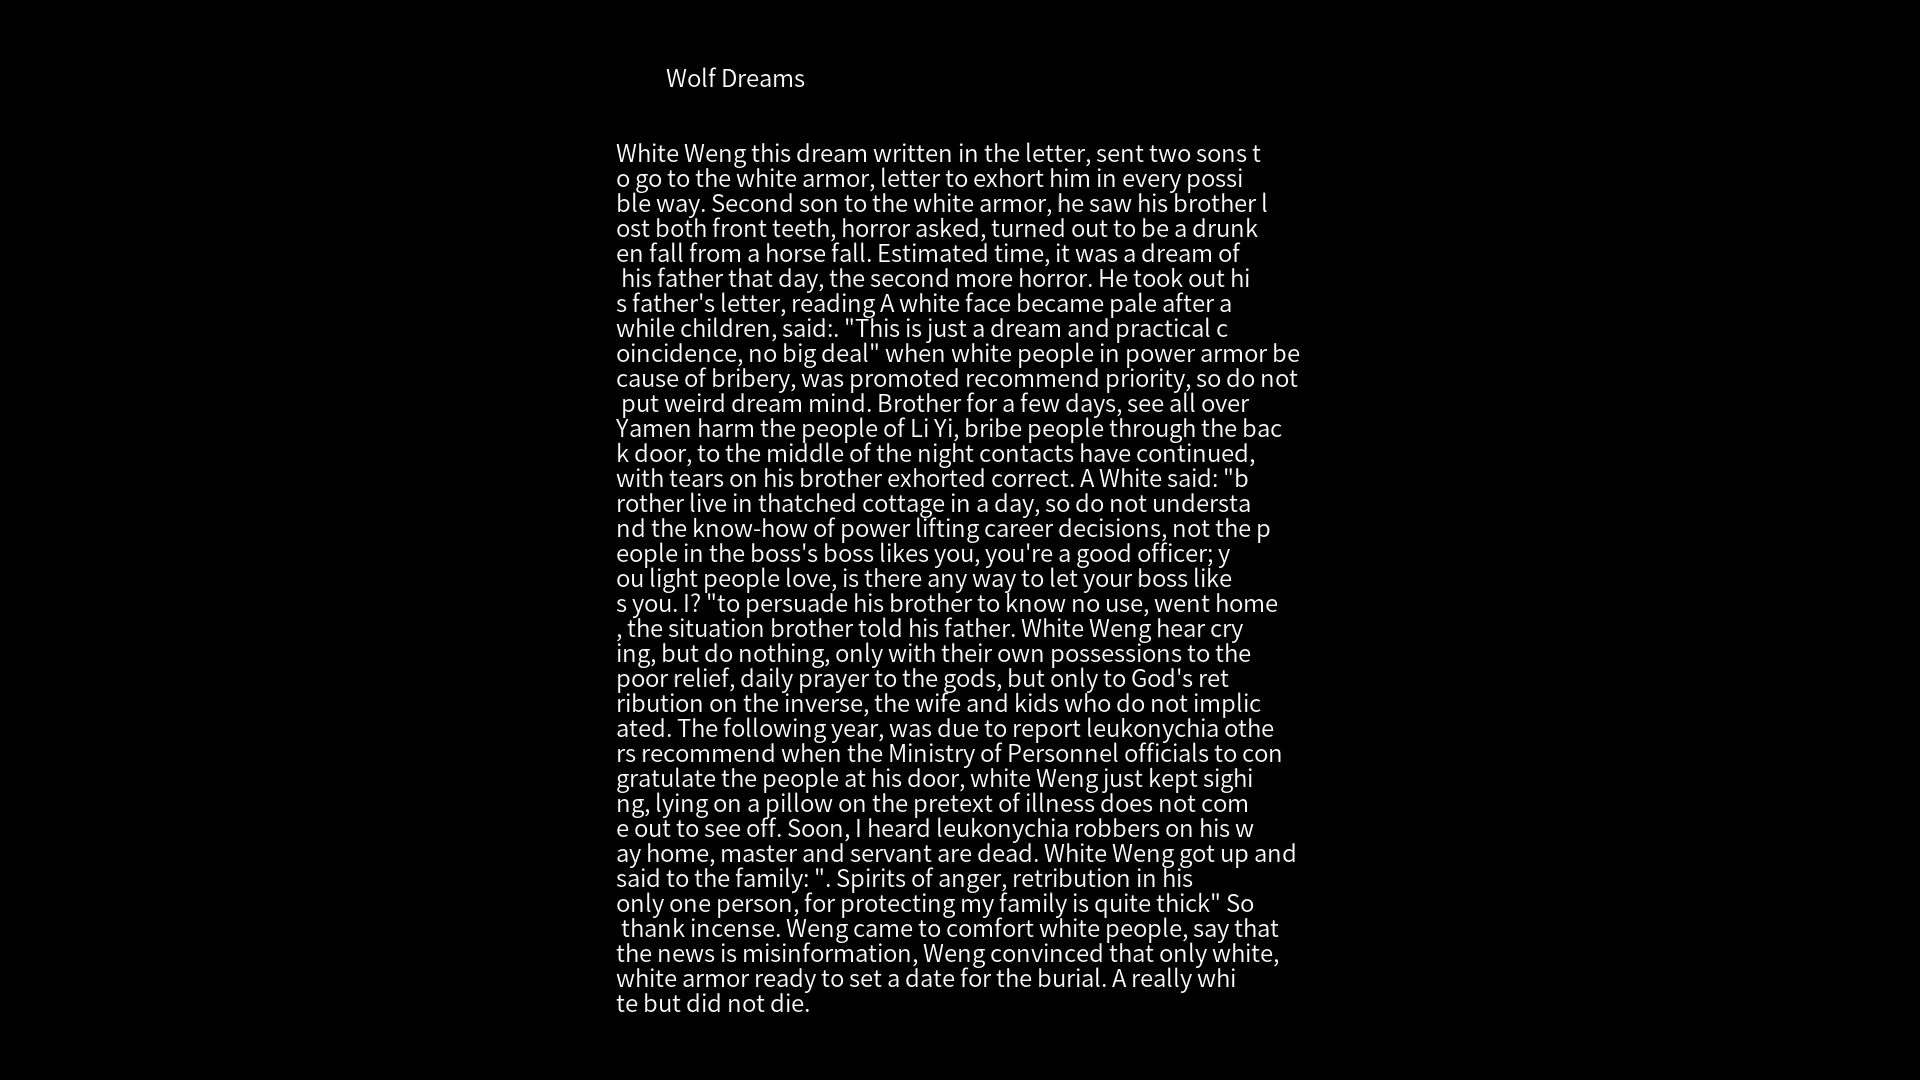 Wolf Dreams
White Weng this dream written in the letter, sent two sons t
o go to the white armor, letter to exhort him in every possi
ble way. Second son to the white armor, he saw his brother l
ost both front teeth, horror asked, turned out to be a drunk
en fall from a horse fall. Estimated time, it was a dream of
his father that day, the second more horror. He took out hi
s father's letter, reading A white face became pale after a
while children, said:. "This is just a dream and practical c
oincidence, no big deal" when white people in power armor be
cause of bribery, was promoted recommend priority, so do not
put weird dream mind. Brother for a few days, see all over
Yamen harm the people of Li Yi, bribe people through the bac
k door, to the middle of the night contacts have continued,
with tears on his brother exhorted correct. A White said: "b
rother live in thatched cottage in a day, so do not understa
nd the know-how of power lifting career decisions, not the p
eople in the boss's boss likes you, you're a good officer; y
ou light people love, is there any way to let your boss like
s you. I? "to persuade his brother to know no use, went home
, the situation brother told his father. White Weng hear cry
ing, but do nothing, only with their own possessions to the
poor relief, daily prayer to the gods, but only to God's ret
ribution on the inverse, the wife and kids who do not implic
ated. The following year, was due to report leukonychia othe
rs recommend when the Ministry of Personnel officials to con
gratulate the people at his door, white Weng just kept sighi
ng, lying on a pillow on the pretext of illness does not com
e out to see off. Soon, I heard leukonychia robbers on his w
ay home, master and servant are dead. White Weng got up and
said to the family: ". Spirits of anger, retribution in his
only one person, for protecting my family is quite thick" So
thank incense. Weng came to comfort white people, say that
the news is misinformation, Weng convinced that only white,
white armor ready to set a date for the burial. A really whi
te but did not die.